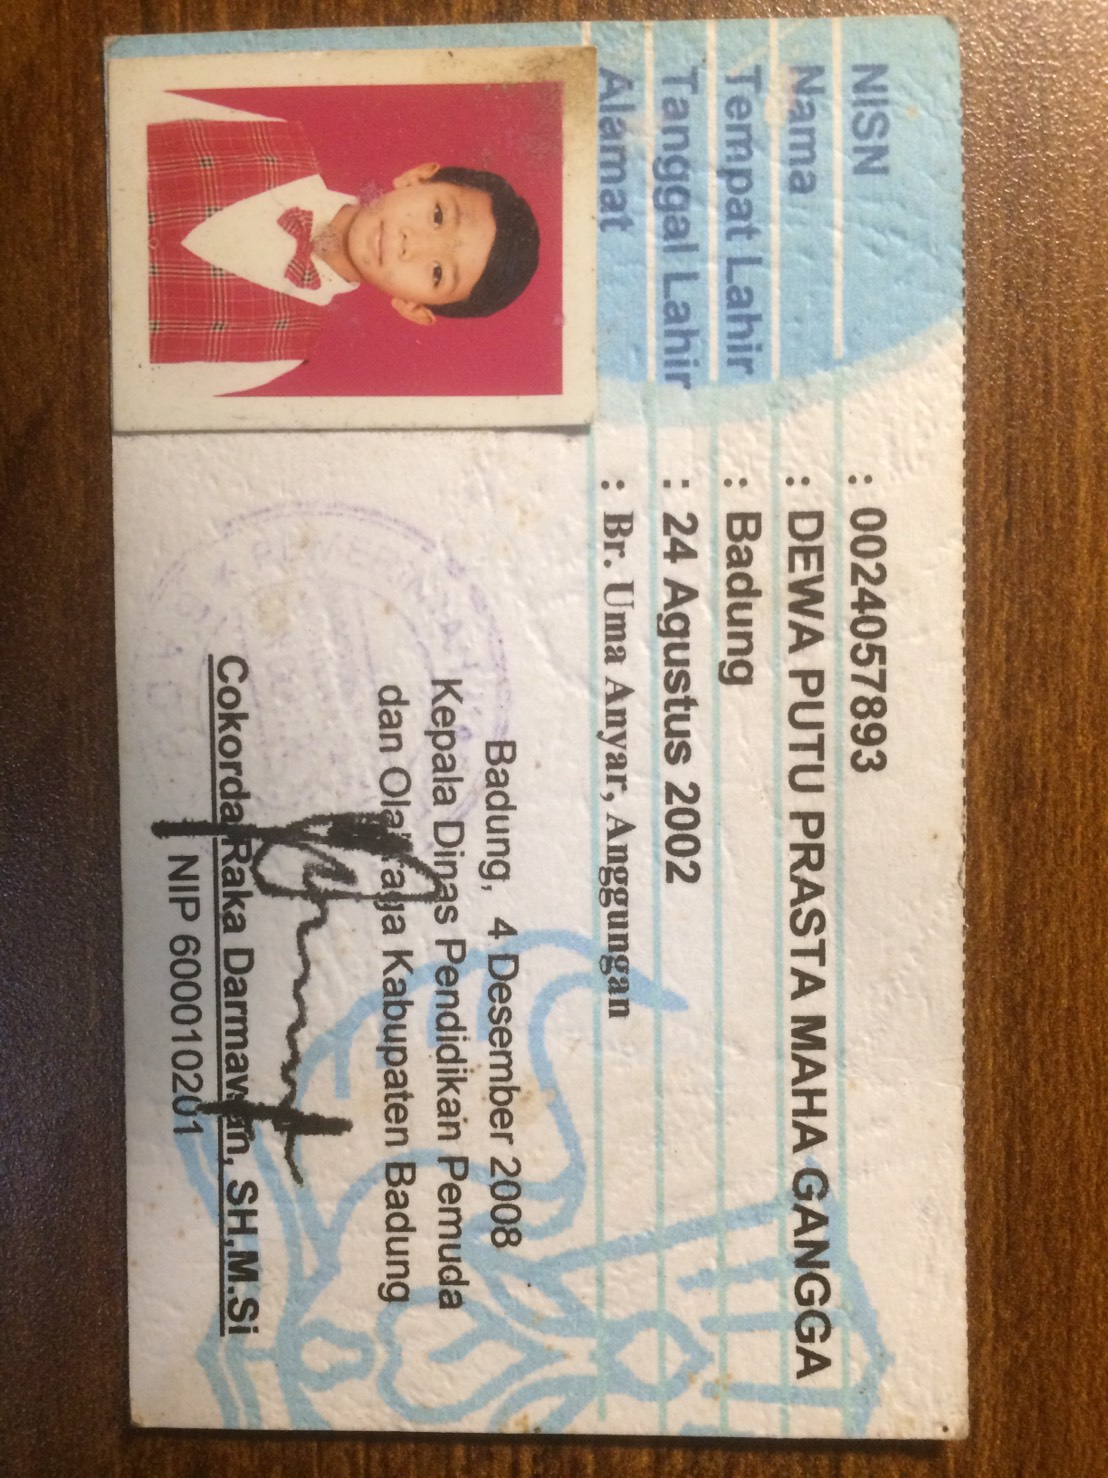 NISN : 0024057893
Nama : DEWA PUTU PRASTA MAHA GANGGA
Tempat Lahir : Badung
Tanggal Lahir : 24 Agustus 2002
Alamat : Br. Uma Anyar, Anggungan
Badung, 4 Desember 2008
Kepala Dinas Pendidikan Pemuda
dan Olahraga Kabupaten Badung
Cokorda Raka Darmawan, SH,M.Si
NIP 600010201